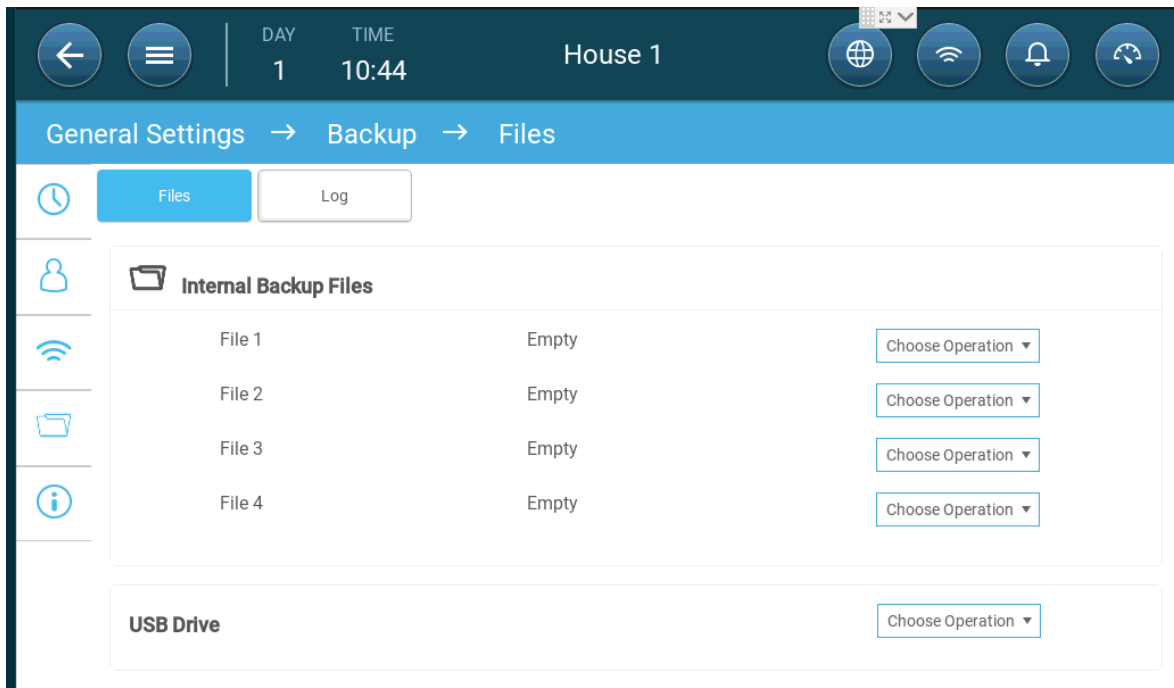 DAY TIME
1 10:44 House 1
General Settings → Backup → Files
Files Log
Internal Backup Files
File 1 Empty Choose Operation ▼
File 2 Empty Choose Operation ▼
File 3 Empty Choose Operation ▼
File 4 Empty Choose Operation ▼
USB Drive Choose Operation ▼